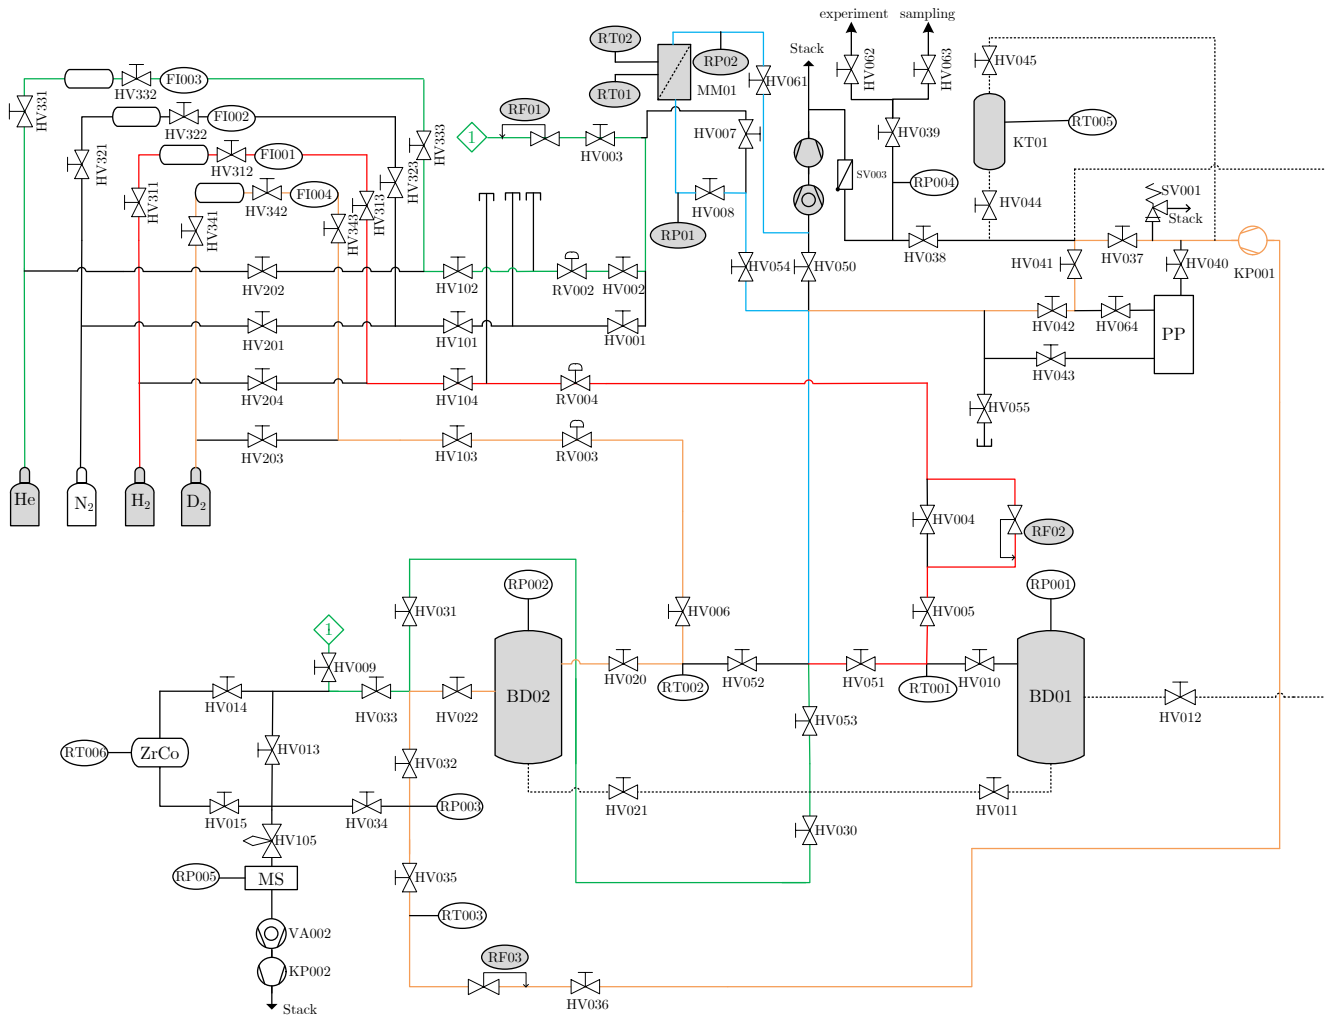 experiment
sampling
Stack
RT02
RT01
RP02
MM01
HV061
HV062
HV063
HV045
HV039
KT01
RT005
FI003
HV332
HV331
FI002
HV322
HV321
HV333
FI001
HV312
HV311
HV323
FI004
HV342
HV341
HV343
HV313
RF01
1
HV003
HV007
HV008
RP01
SV003
RP004
HV044
SV001
Stack
HV038
HV037
HV041
HV040
KP001
HV202
HV102
RV002
HV002
HV054
HV050
HV201
HV101
HV001
HV042
HV064
PP
HV043
HV204
HV104
RV004
HV055
HV203
HV103
RV003
He
N₂
H₂
D₂
HV004
RF02
RP002
RP001
HV031
HV006
HV005
1
HV009
HV014
HV033
HV022
BD02
HV020
RT002
HV052
HV051
RT001
HV010
BD01
HV012
RT006
ZrCo
HV013
HV032
HV053
HV015
HV034
RP003
HV021
HV011
HV105
HV030
RP005
MS
HV035
RT003
VA002
KP002
RF03
HV036
Stack